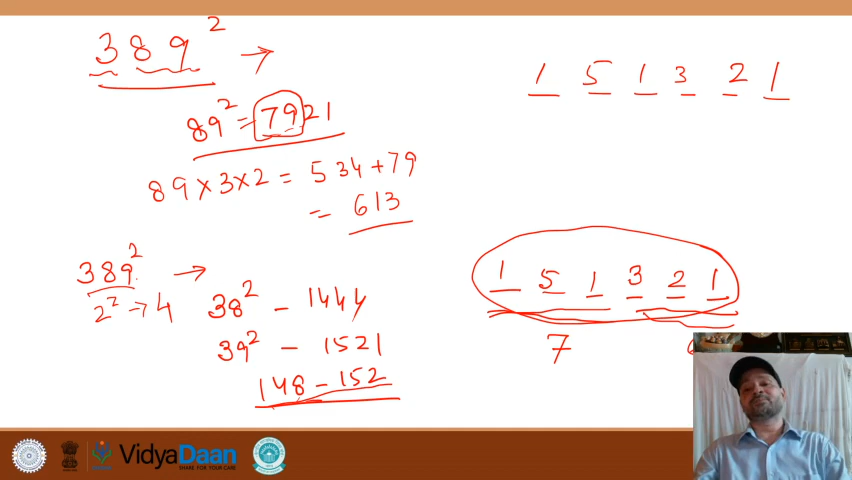 389² →
1 5 1 3 2 1
89² = 7921
89 × 3 × 2 = 534 + 79
= 613
389² →
2² → 4
38² - 1444
39² - 1521
148 - 152
1 5 1 3 2 1
7
VidyaDaan
SHARE. FOR YOUR CARE